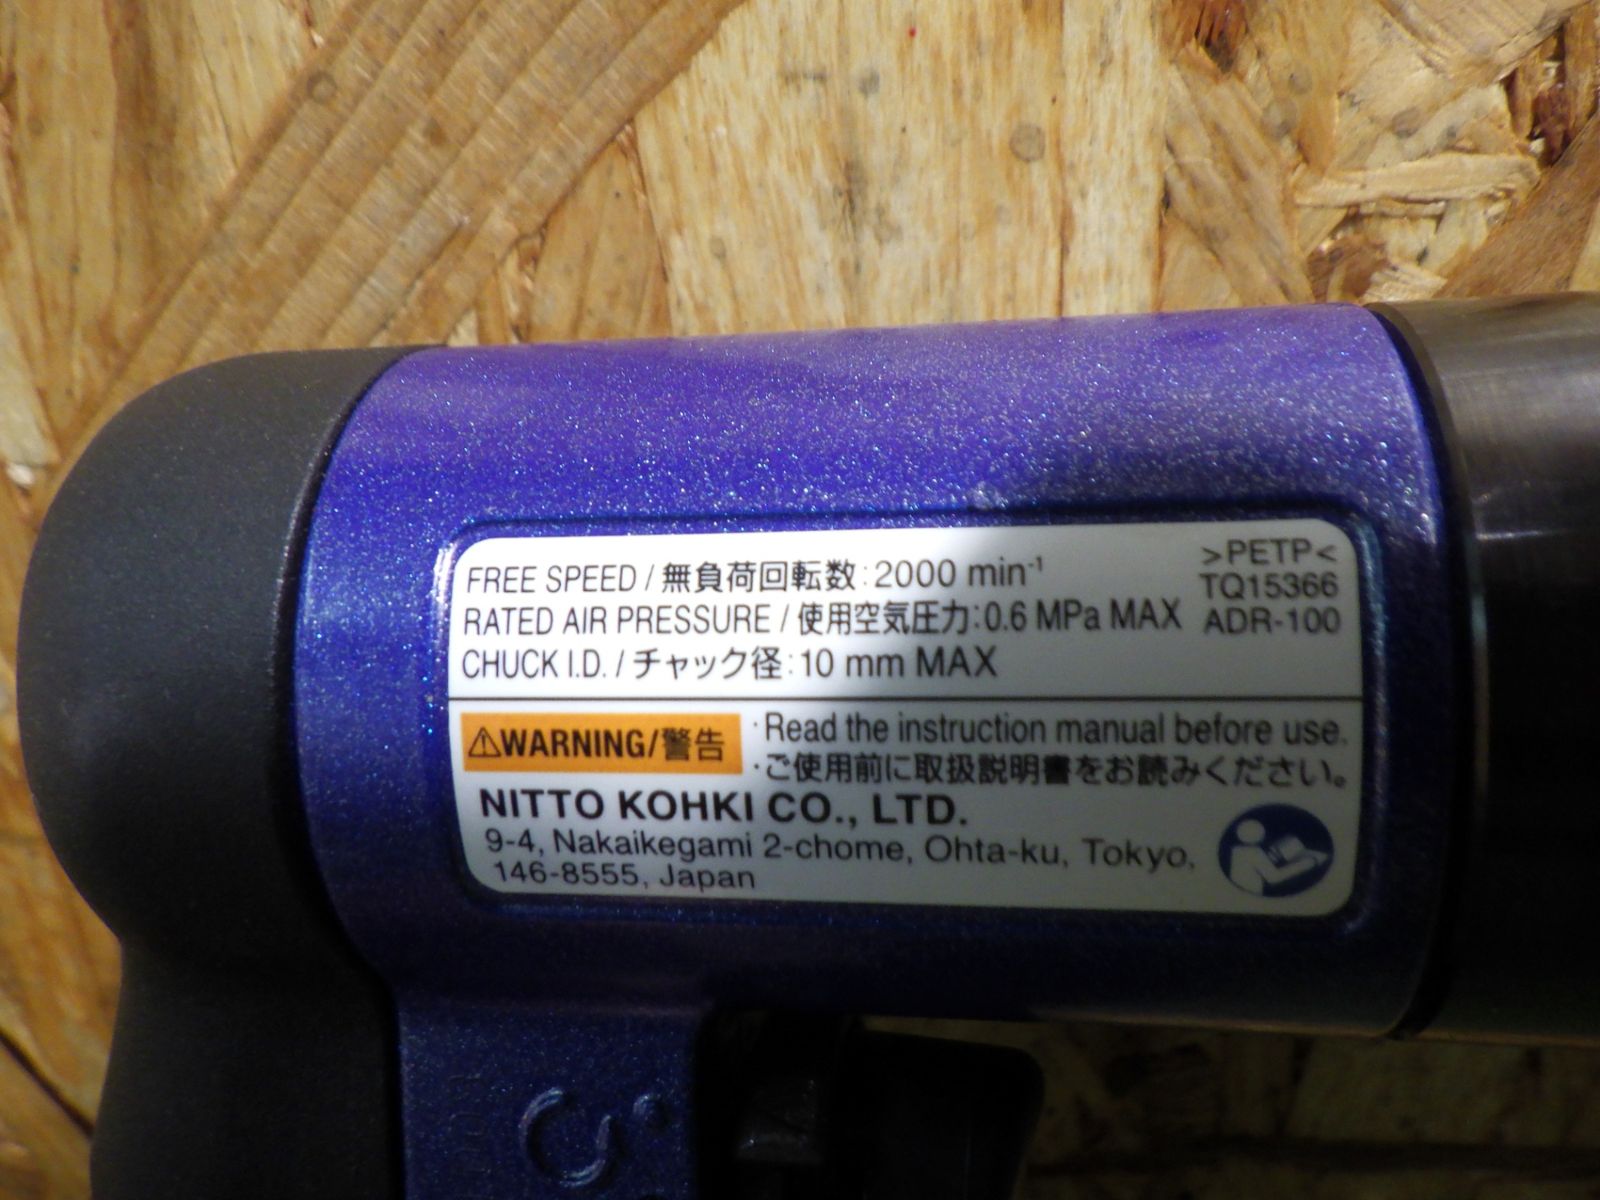 FREE SPEED / 無負荷回転数:2000 min⁻¹
RATED AIR PRESSURE / 使用空気圧力:0.6 MPa MAX
CHUCK I.D. / チャック径:10 mm MAX
>PETP<
TQ15366
ADR-100
⚠WARNING/警告
·Read the instruction manual before use.
·ご使用前に取扱説明書をお読みください。
NITTO KOHKI CO., LTD.
9-4, Nakaikegami 2-chome, Ohta-ku, Tokyo,
146-8555, Japan